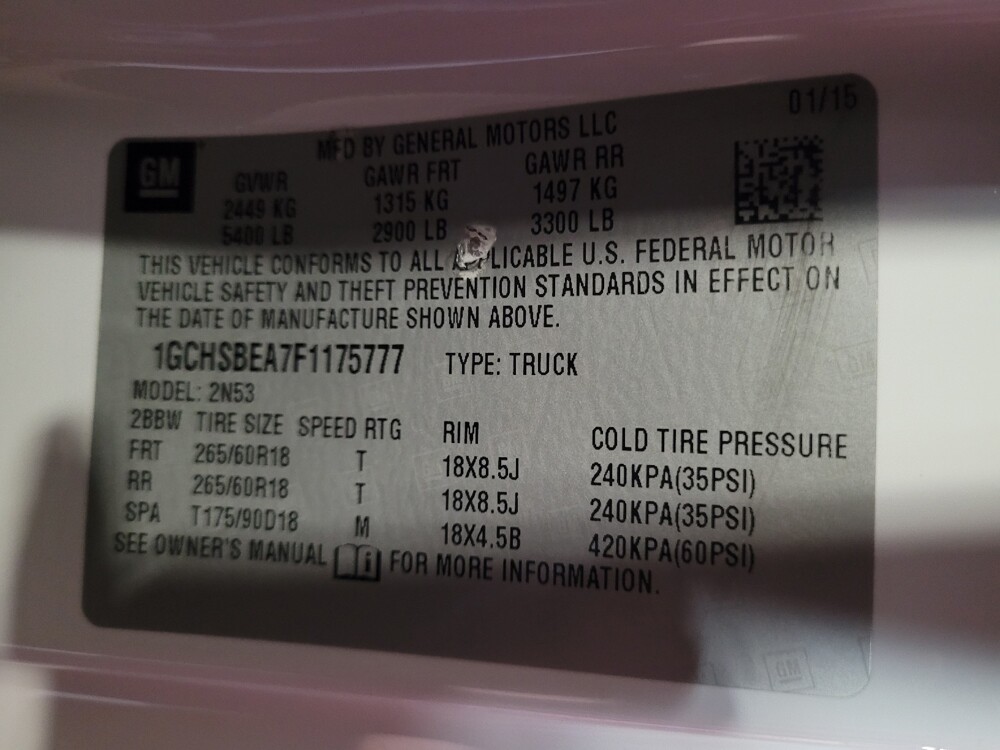 01/15
GM
MFD BY GENERAL MOTORS LLC
GVWR GAWR FRT GAWR RR
2449 KG 1315 KG 1497 KG
5400 LB 2900 LB 3300 LB
THIS VEHICLE CONFORMS TO ALL A PLICABLE U.S. FEDERAL MOTOR
VEHICLE SAFETY AND THEFT PREVENTION STANDARDS IN EFFECT ON
THE DATE OF MANUFACTURE SHOWN ABOVE.
1GCHSBEA7F1175777 TYPE: TRUCK
MODEL: 2N53
2BBW TIRE SIZE SPEED RTG RIM COLD TIRE PRESSURE
FRT 265/60R18 T 18X8.5J 240KPA(35PSI)
RR 265/60R18 T 18X8.5J 240KPA(35PSI)
SPA T175/90D18 M 18X4.5B 420KPA(60PSI)
SEE OWNER'S MANUAL i FOR MORE INFORMATION.
GM